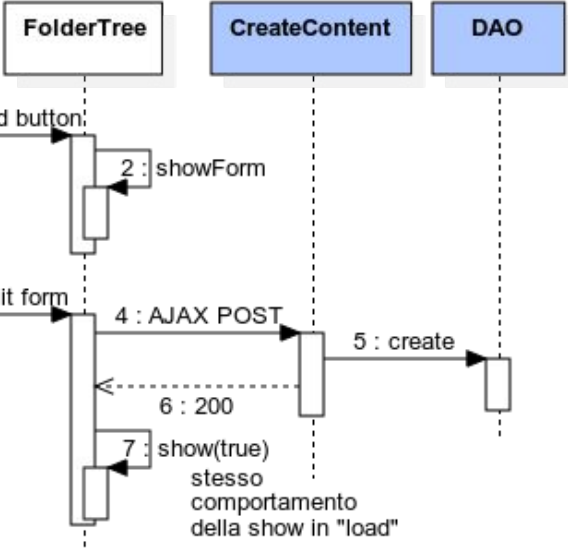 FolderTree
CreateContent
DAO
d button
2 : showForm
it form
4 : AJAX POST
5 : create
6 : 200
7 : show(true)
stesso
comportamento
della show in "load"